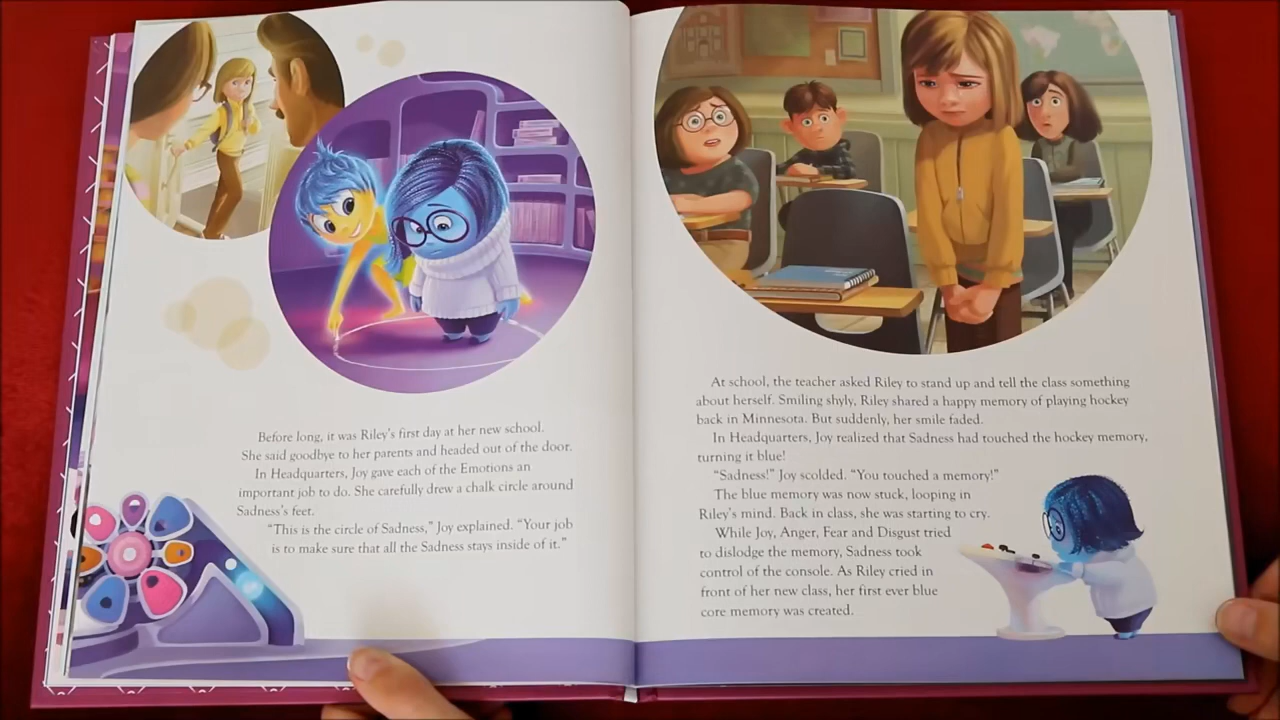 Before long, it was Riley's first day at her new school.
She said goodbye to her parents and headed out of the door.
In Headquarters, Joy gave each of the Emotions an
important job to do. She carefully drew a chalk circle around
Sadness's feet.
"This is the circle of Sadness," Joy explained. "Your job
is to make sure that all the Sadness stays inside of it."
At school, the teacher asked Riley to stand up and tell the class something
about herself. Smiling shyly, Riley shared a happy memory of playing hockey
back in Minnesota. But suddenly, her smile faded.
In Headquarters, Joy realized that Sadness had touched the hockey memory,
turning it blue!
"Sadness!" Joy scolded. "You touched a memory!"
The blue memory was now stuck, looping in
Riley's mind. Back in class, she was starting to cry.
While Joy, Anger, Fear and Disgust tried
to dislodge the memory, Sadness took
control of the console. As Riley cried in
front of her new class, her first ever blue
core memory was created.